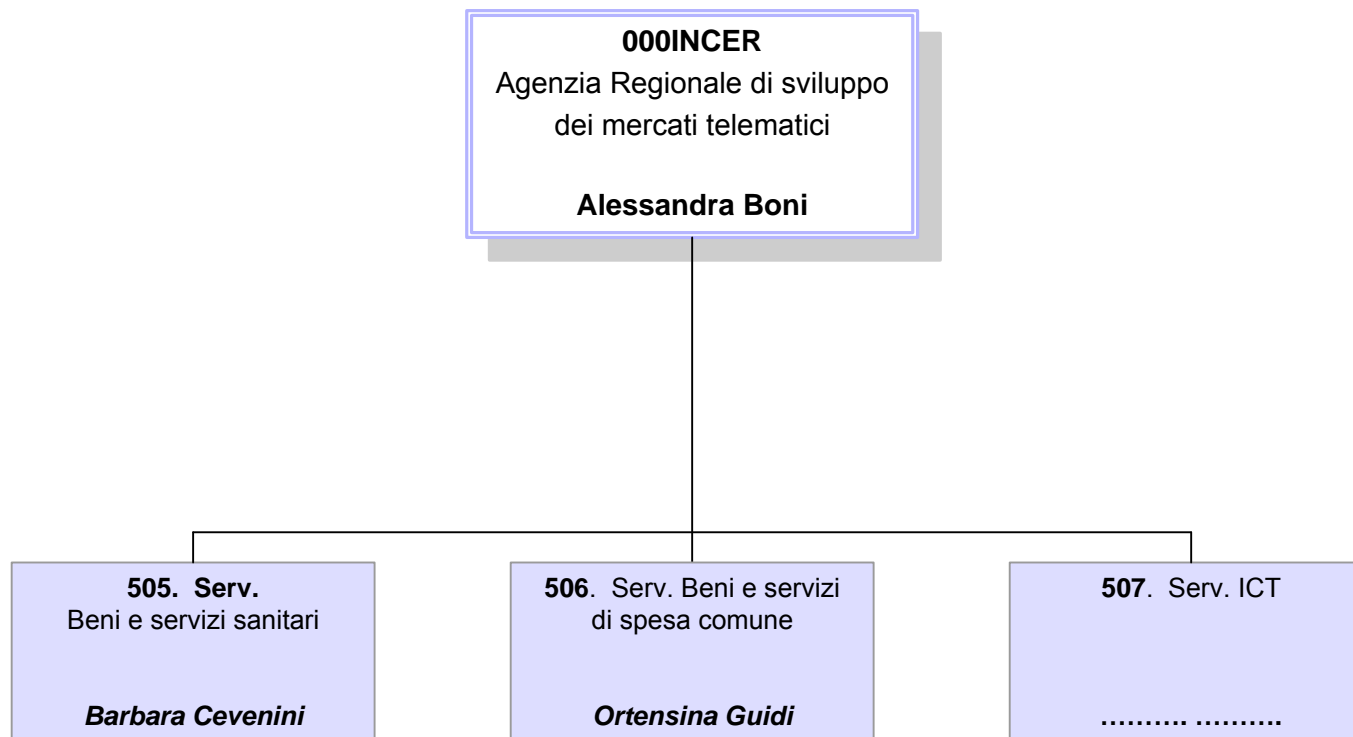 000INCER
Agenzia Regionale di sviluppo
dei mercati telematici
Alessandra Boni
505. Serv.
Beni e servizi sanitari
Barbara Cevenini
506. Serv. Beni e servizi
di spesa comune
Ortensina Guidi
507. Serv. ICT
………. ……….